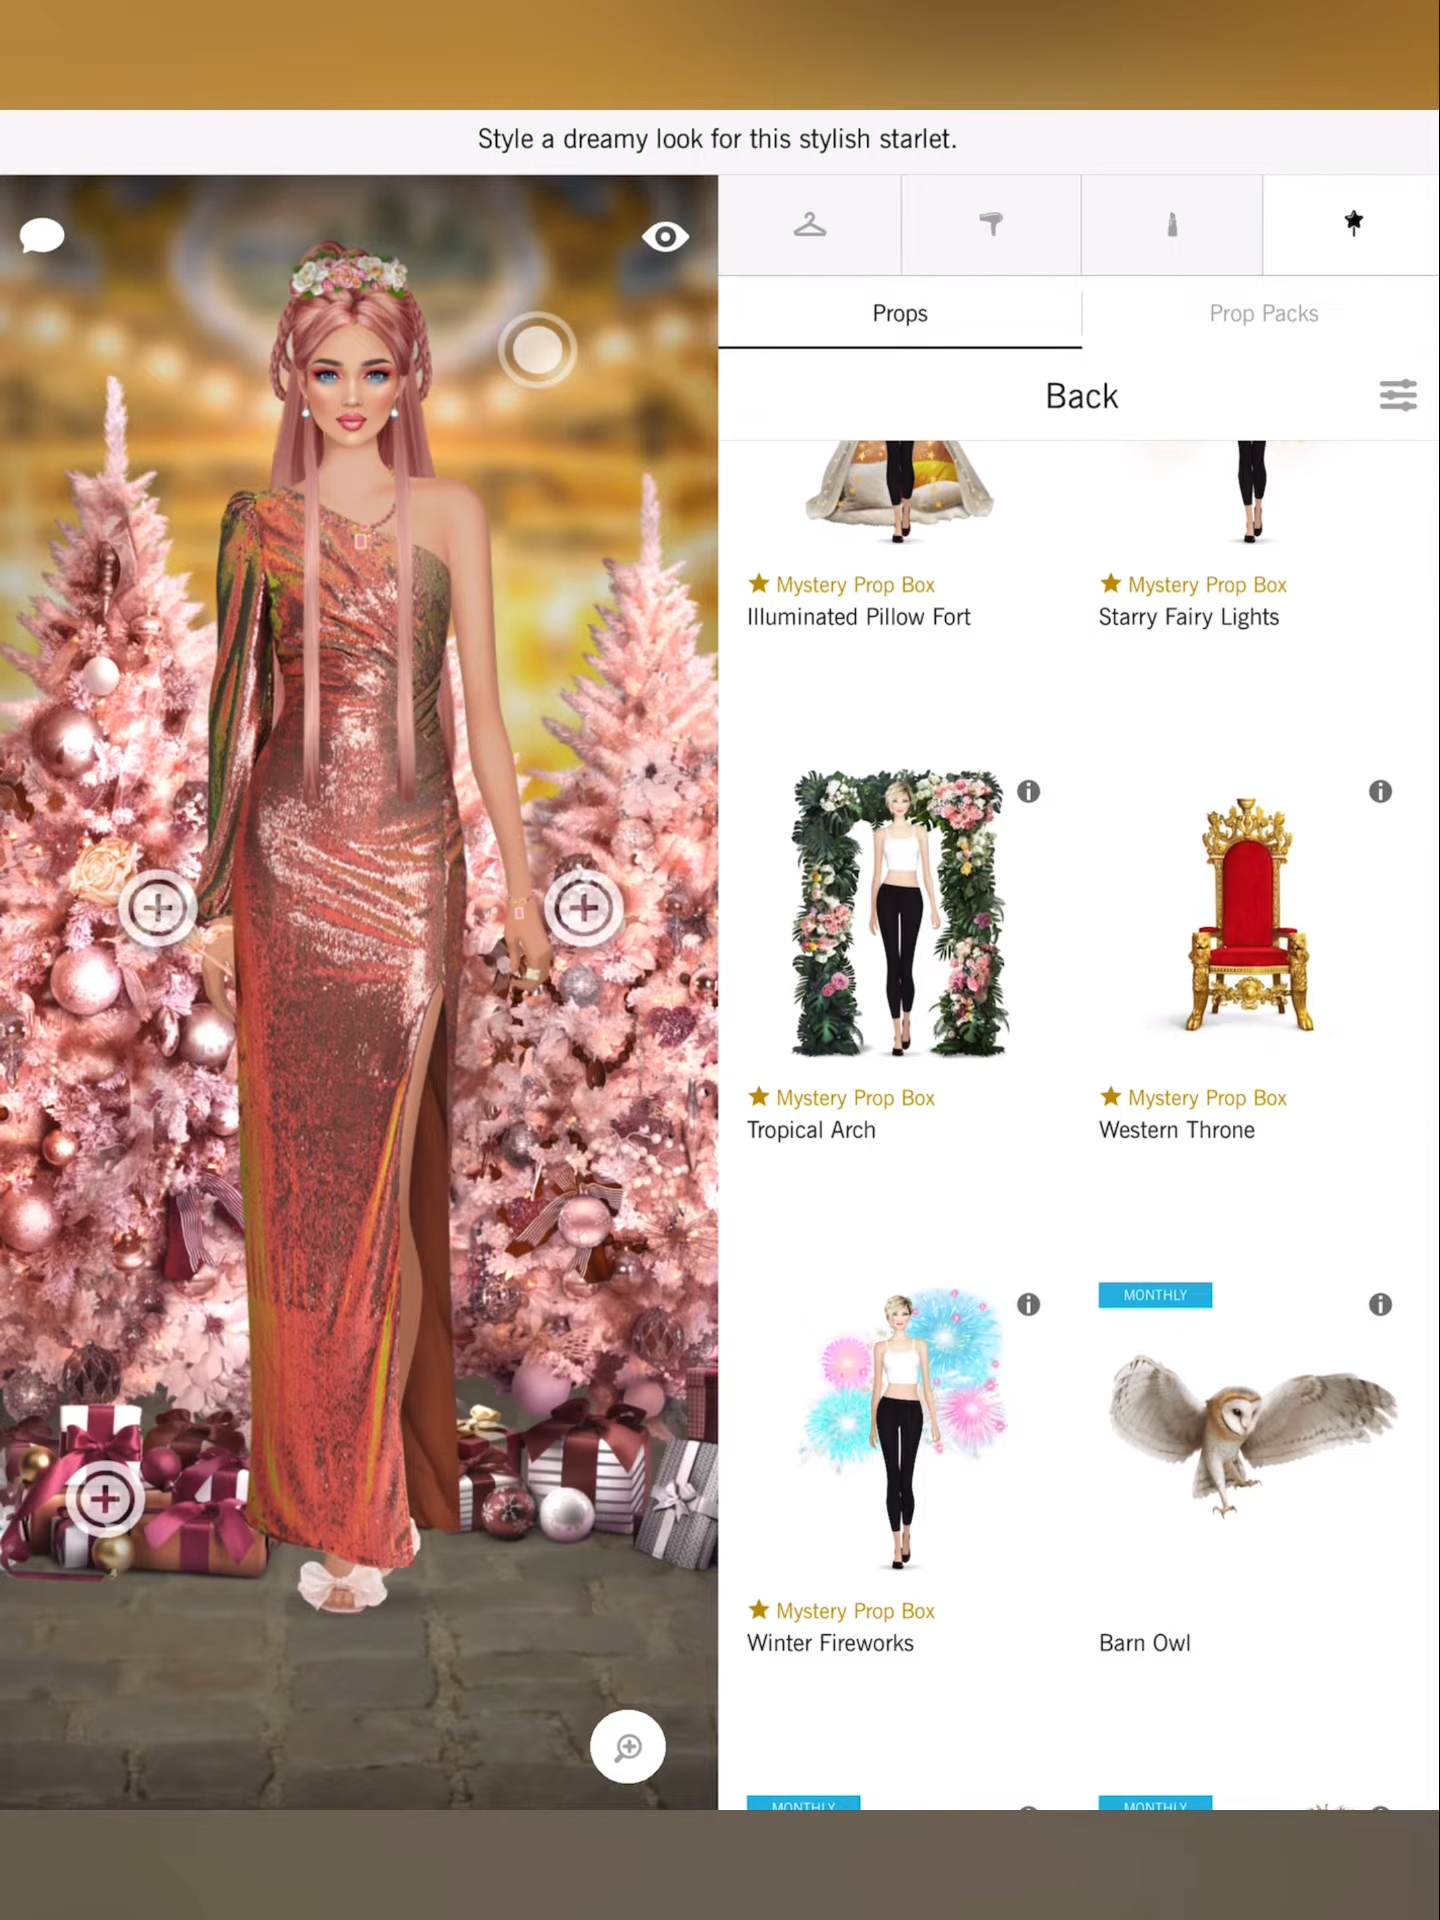 Style a dreamy look for this stylish starlet.
Props
Prop Packs
Back
Mystery Prop Box
Illuminated Pillow Fort
Mystery Prop Box
Starry Fairy Lights
Mystery Prop Box
Tropical Arch
Mystery Prop Box
Western Throne
Mystery Prop Box
Winter Fireworks
MONTHLY
Barn Owl
MONTHLY
MONTHLY